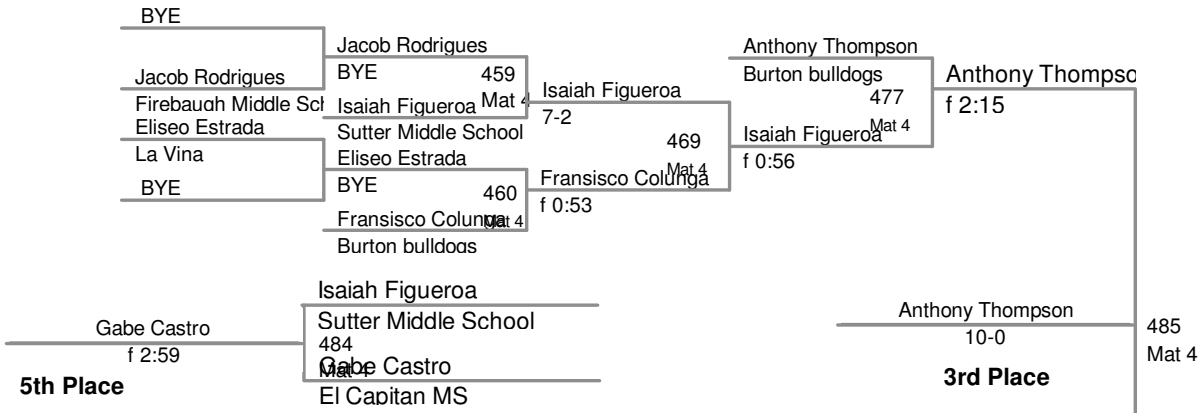 BYE
Jacob Rodrigues
Firebaugh Middle Sch
Eliseo Estrada
La Vina
BYE
Jacob Rodrigues
BYE
459
Mat 4
Isaiah Figueroa
Sutter Middle School
Eliseo Estrada
BYE
460
Mat 4
Fransisco Colunga
Burton bulldogs
Isaiah Figueroa
7-2
469
Mat 4
Fransisco Colunga
f 0:53
Anthony Thompson
Burton bulldogs
477
Mat 4
Isaiah Figueroa
f 0:56
Anthony Thompso
f 2:15
Isaiah Figueroa
Sutter Middle School
484
Mat 4
Gabe Castro
El Capitan MS
Gabe Castro
f 2:59
5th Place
Anthony Thompson
10-0
3rd Place
485
Mat 4